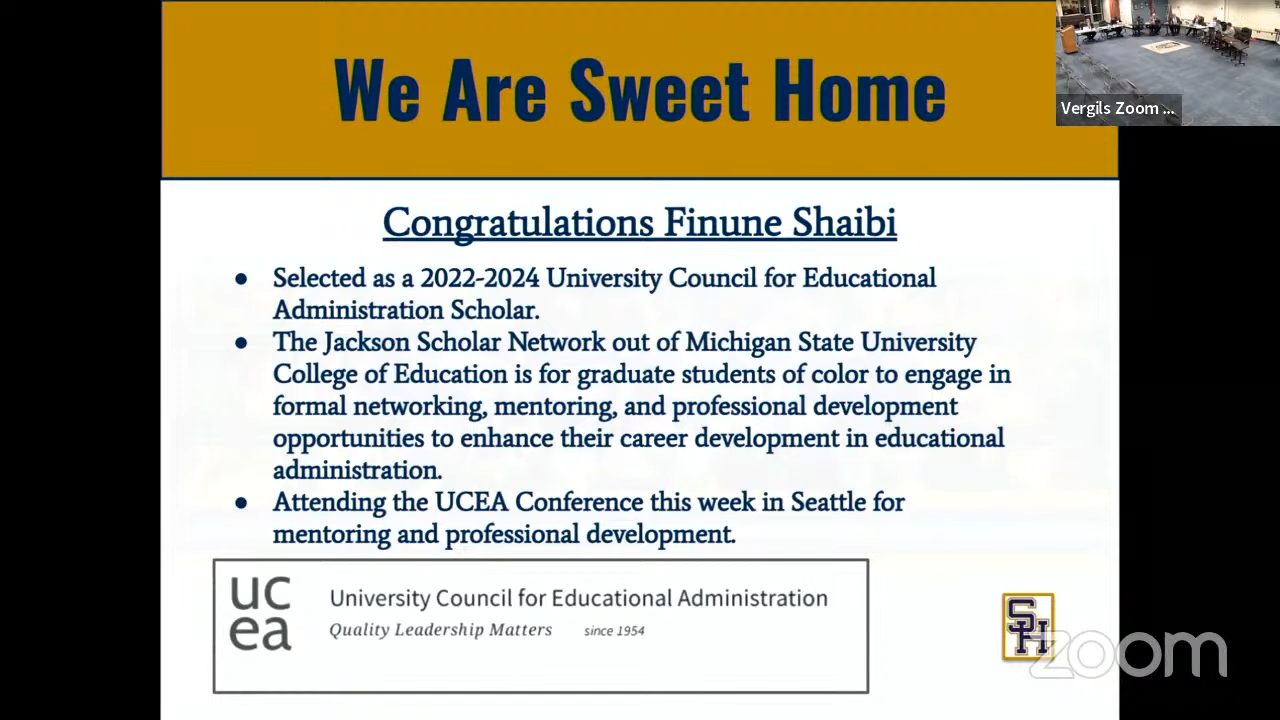 We Are Sweet Home
Vergils Zoom ...
Congratulations Finune Shaibi
● Selected as a 2022-2024 University Council for Educational
Administration Scholar.
● The Jackson Scholar Network out of Michigan State University
College of Education is for graduate students of color to engage in
formal networking, mentoring, and professional development
opportunities to enhance their career development in educational
administration.
● Attending the UCEA Conference this week in Seattle for
mentoring and professional development.
uc
ea
University Council for Educational Administration
Quality Leadership Matters since 1954
SH
zoom